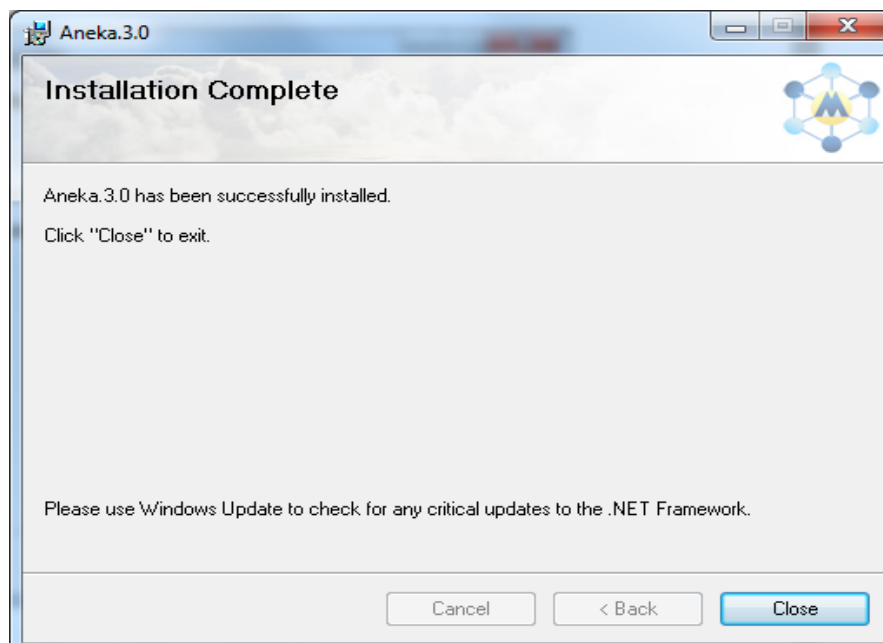 Aneka.3.0
Installation Complete
Aneka.3.0 has been successfully installed.
Click "Close" to exit.
Please use Windows Update to check for any critical updates to the .NET Framework.
Cancel
< Back
Close